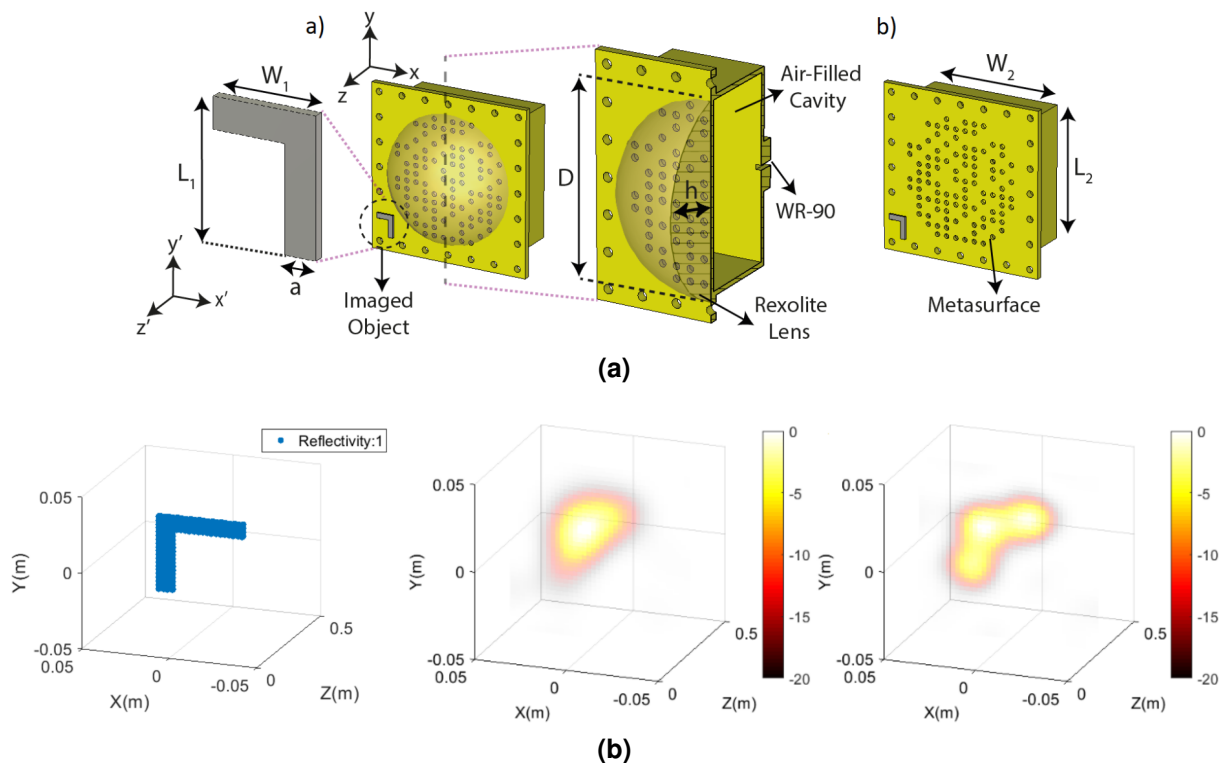 a)
b)
y
x
z
W1
L1
a
y'
x'
z'
Imaged
Object
D
h
Air-Filled
Cavity
WR-90
Rexolite
Lens
W2
L2
Metasurface
(a)
Reflectivity:1
0.05
0
-0.05
Y(m)
0.05
0
-0.05
X(m)
0
0.5
Z(m)
0.05
0
-0.05
Y(m)
0.05
0
-0.05
X(m)
0
0.5
Z(m)
0
-5
-10
-15
-20
0.05
0
-0.05
Y(m)
0.05
0
-0.05
X(m)
0
0.5
Z(m)
0
-5
-10
-15
-20
(b)